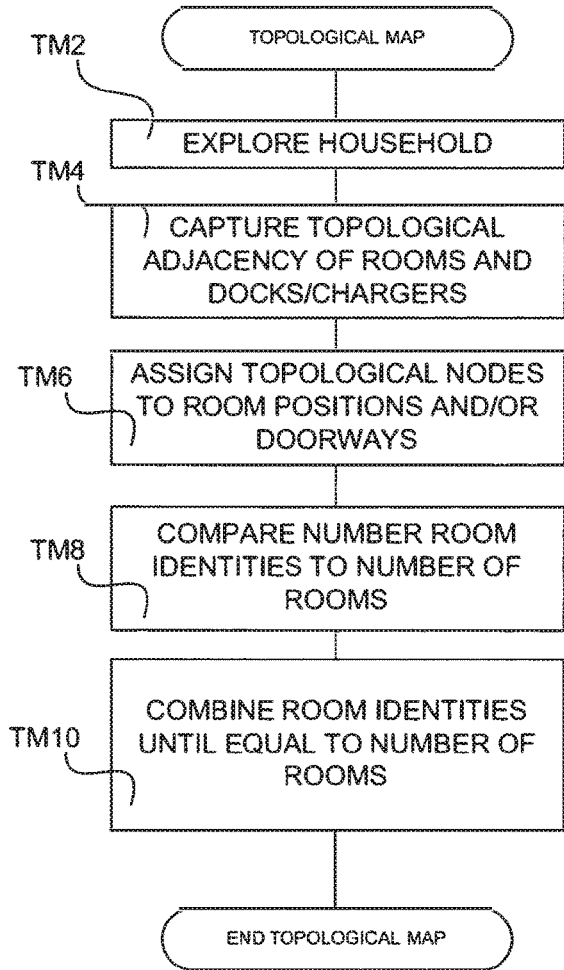 TOPOLOGICAL MAP
TM2
EXPLORE HOUSEHOLD
TM4
CAPTURE TOPOLOGICAL
ADJACENCY OF ROOMS AND
DOCKS/CHARGERS
TM6
ASSIGN TOPOLOGICAL NODES
TO ROOM POSITIONS AND/OR
DOORWAYS
TM8
COMPARE NUMBER ROOM
IDENTITIES TO NUMBER OF
ROOMS
TM10
COMBINE ROOM IDENTITIES
UNTIL EQUAL TO NUMBER OF
ROOMS
END TOPOLOGICAL MAP